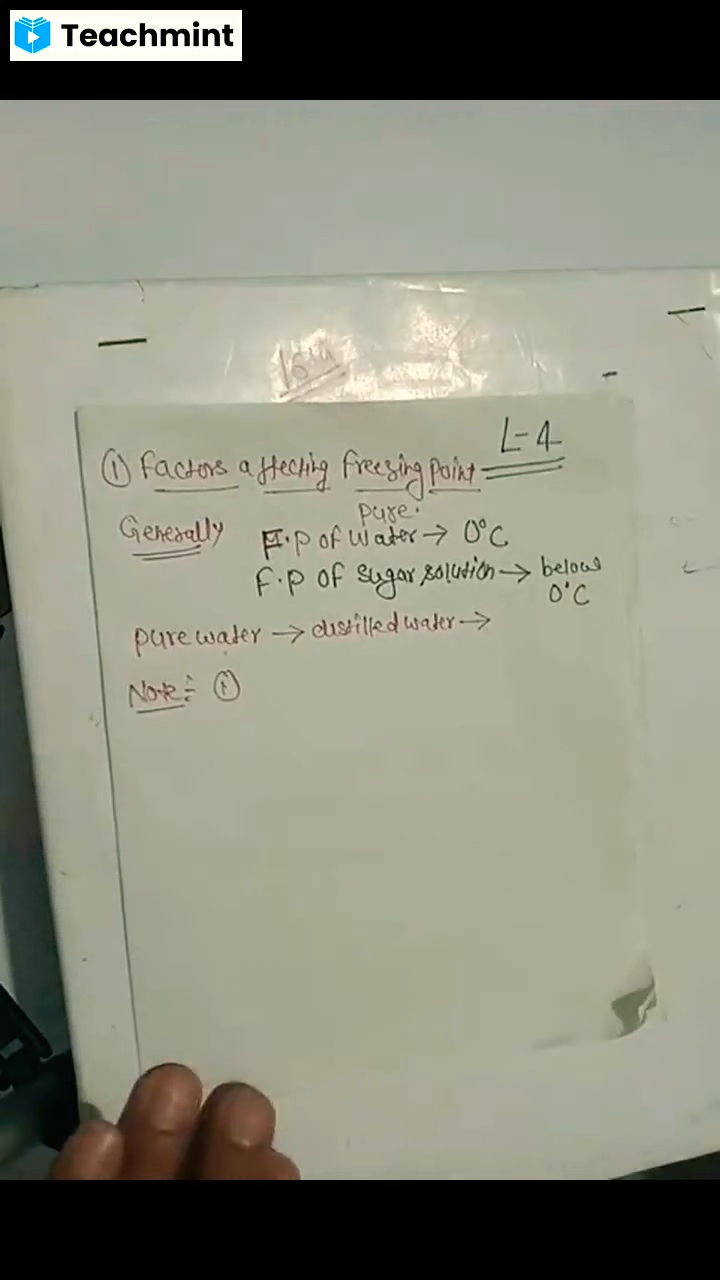 Teachmint
L-4
① Factors affecting freezing point
pure.
Generally F.P of water → 0°C
F.P of sugar solution → below
0°C
pure water → distilled water →
Note:- ①